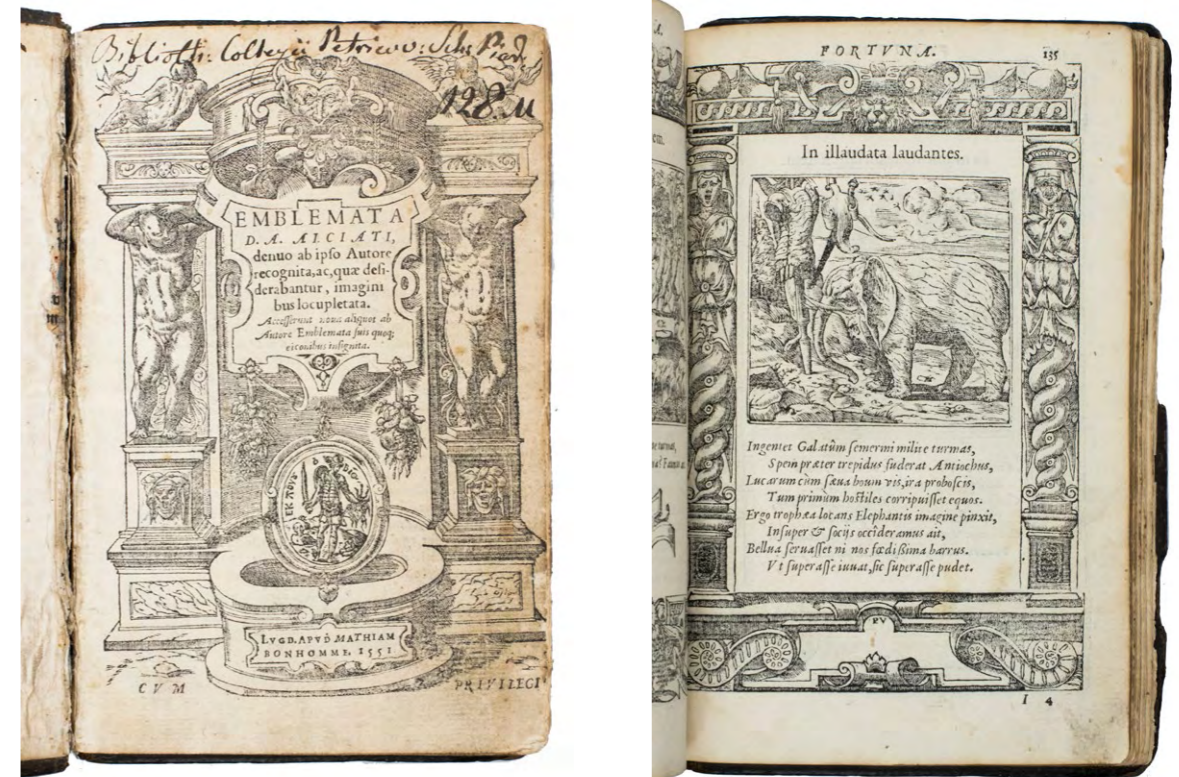 Biblioth: Collegii Petricov: Sch: Piar.
128. M
EMBLEMATA
D. A. ALCIATI,
denuo ab ipſo Autore
recognita, ac, quæ deſi-
derabantur, imagini
bus locupletata.
Acceſſerunt noua aliquot ab
Autore Emblemata ſuis quoq;
eiconibus inſignita.
LVGD. APVD MATHIAM
BONHOMME. 1551
CVM PRIVILEGI
FORTVNA. 135
In illaudata laudantes.
Ingentes Galatûm ſemermi milite turmas,
Spem præter trepidus fuderat Antiochus,
Lucarum cùm ſæua boum vis, ira proboſcis,
Tum primùm hoſtiles corripuiſſet equos.
Ergo trophæa locans Elephantis imagine pinxit,
Inſuper & ſocijs occideramus ait,
Bellua ſeruaſſet ni nos fœdiſſima barrus.
Vt ſuperaſſe iuuat, ſic ſuperaſſe pudet.
PV
I 4